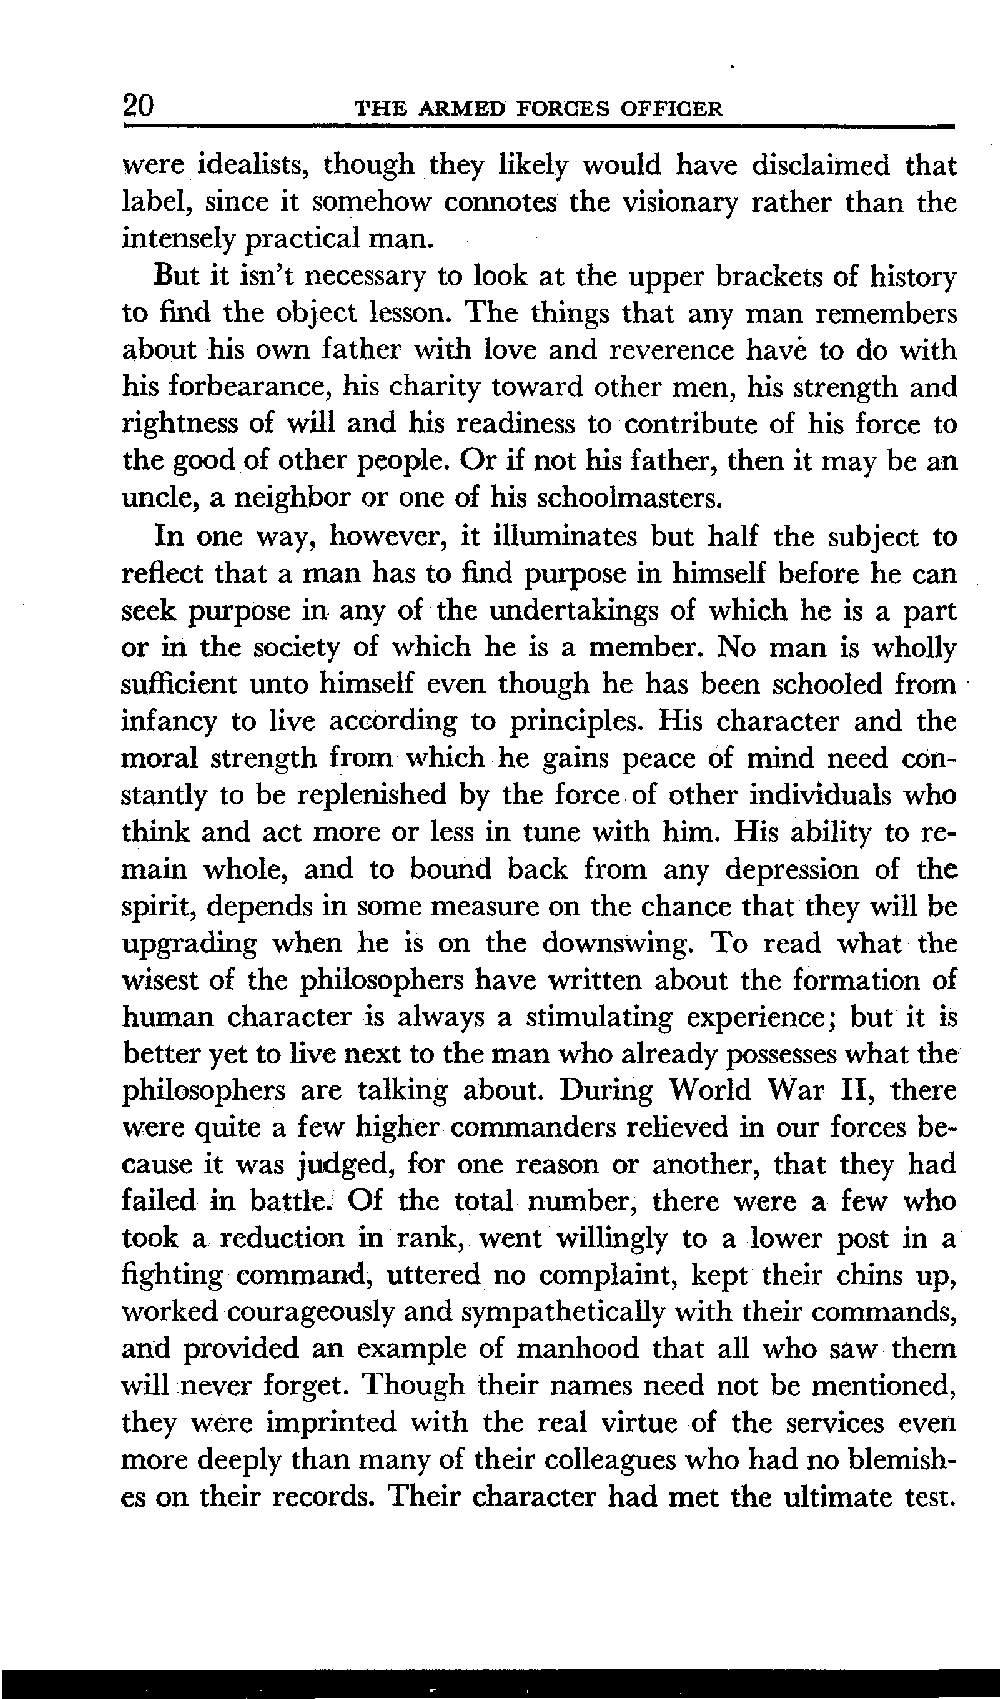 20 THE ARMED FORCES OFFICER
were idealists, though they likely would have disclaimed that
label, since it somehow connotes the visionary rather than the
intensely practical man.
But it isn't necessary to look at the upper brackets of history
to find the object lesson. The things that any man remembers
about his own father with love and reverence have to do with
his forbearance, his charity toward other men, his strength and
rightness of will and his readiness to contribute of his force to
the good of other people. Or if not his father, then it may be an
uncle, a neighbor or one of his schoolmasters.
In one way, however, it illuminates but half the subject to
reflect that a man has to find purpose in himself before he can
seek purpose in any of the undertakings of which he is a part
or in the society of which he is a member. No man is wholly
sufficient unto himself even though he has been schooled from
infancy to live according to principles. His character and the
moral strength from which he gains peace of mind need con-
stantly to be replenished by the force of other individuals who
think and act more or less in tune with him. His ability to re-
main whole, and to bound back from any depression of the
spirit, depends in some measure on the chance that they will be
upgrading when he is on the downswing. To read what the
wisest of the philosophers have written about the formation of
human character is always a stimulating experience; but it is
better yet to live next to the man who already possesses what the
philosophers are talking about. During World War II, there
were quite a few higher commanders relieved in our forces be-
cause it was judged, for one reason or another, that they had
failed in battle. Of the total number, there were a few who
took a reduction in rank, went willingly to a lower post in a
fighting command, uttered no complaint, kept their chins up,
worked courageously and sympathetically with their commands,
and provided an example of manhood that all who saw them
will never forget. Though their names need not be mentioned,
they were imprinted with the real virtue of the services even
more deeply than many of their colleagues who had no blemish-
es on their records. Their character had met the ultimate test.